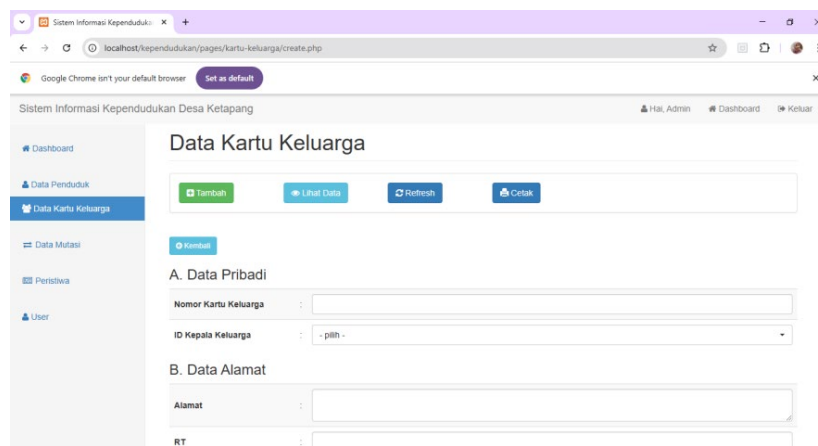 Sistem Informasi Kependuduka
localhost/kependudukan/pages/kartu-keluarga/create.php
Google Chrome isn't your default browser Set as default
Sistem Informasi Kependudukan Desa Ketapang Hai, Admin Dashboard Keluar
Dashboard
Data Penduduk
Data Kartu Keluarga
Data Mutasi
Peristiwa
User
Data Kartu Keluarga
Tambah Lihat Data Refresh Cetak
Kembali
A. Data Pribadi
Nomor Kartu Keluarga :
ID Kepala Keluarga : - pilih -
B. Data Alamat
Alamat :
RT :